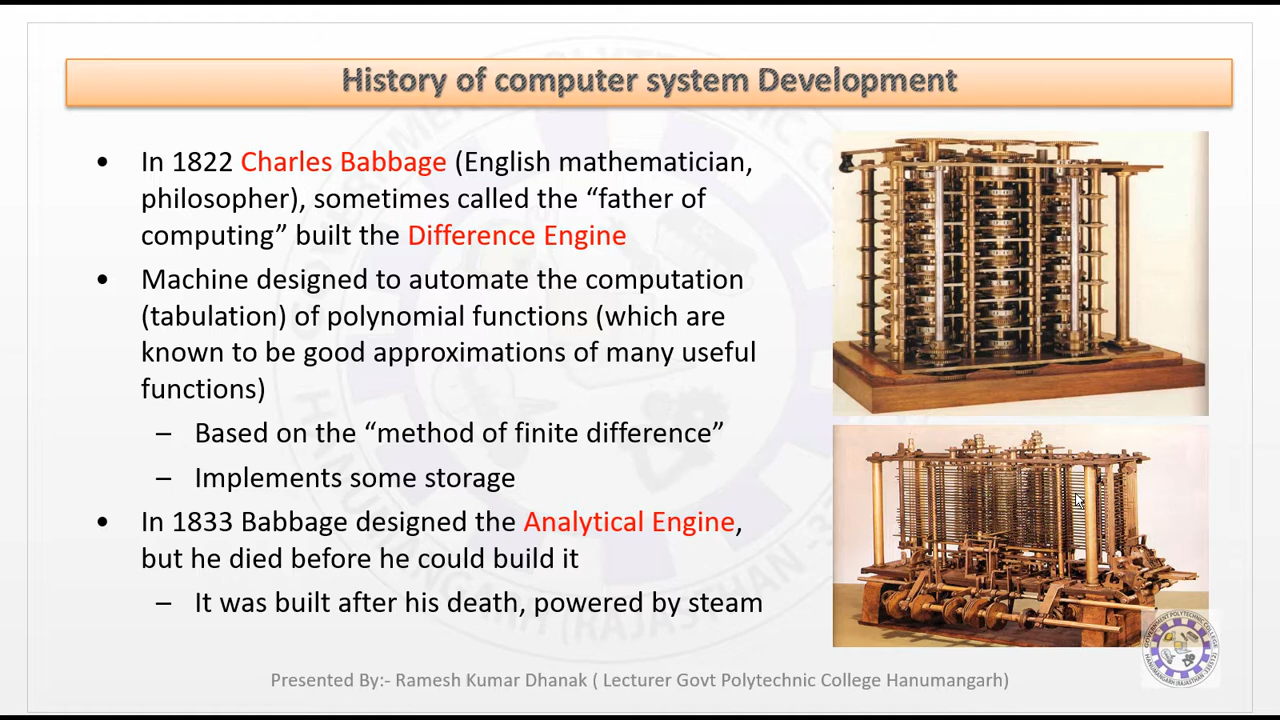 History of computer system Development
• In 1822 Charles Babbage (English mathematician,
philosopher), sometimes called the “father of
computing” built the Difference Engine
• Machine designed to automate the computation
(tabulation) of polynomial functions (which are
known to be good approximations of many useful
functions)
– Based on the “method of finite difference”
– Implements some storage
• In 1833 Babbage designed the Analytical Engine,
but he died before he could build it
– It was built after his death, powered by steam
Presented By:- Ramesh Kumar Dhanak ( Lecturer Govt Polytechnic College Hanumangarh)
GOVERNMENT POLYTECHNIC COLLEGE